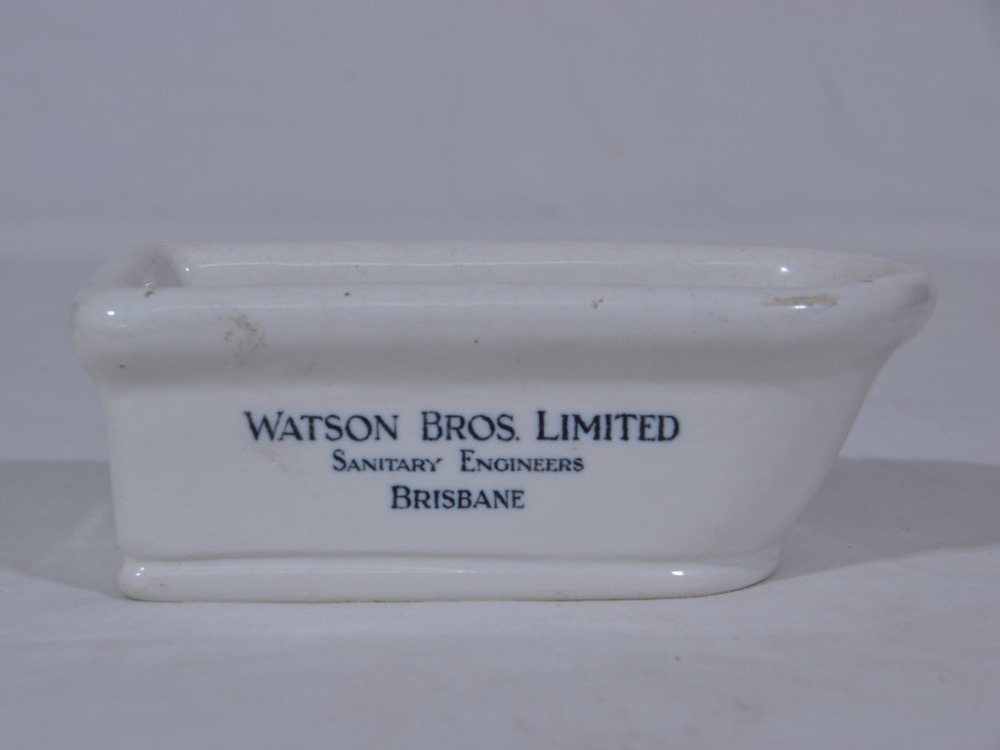 WATSON BROS. LIMITED
SANITARY ENGINEERS
BRISBANE